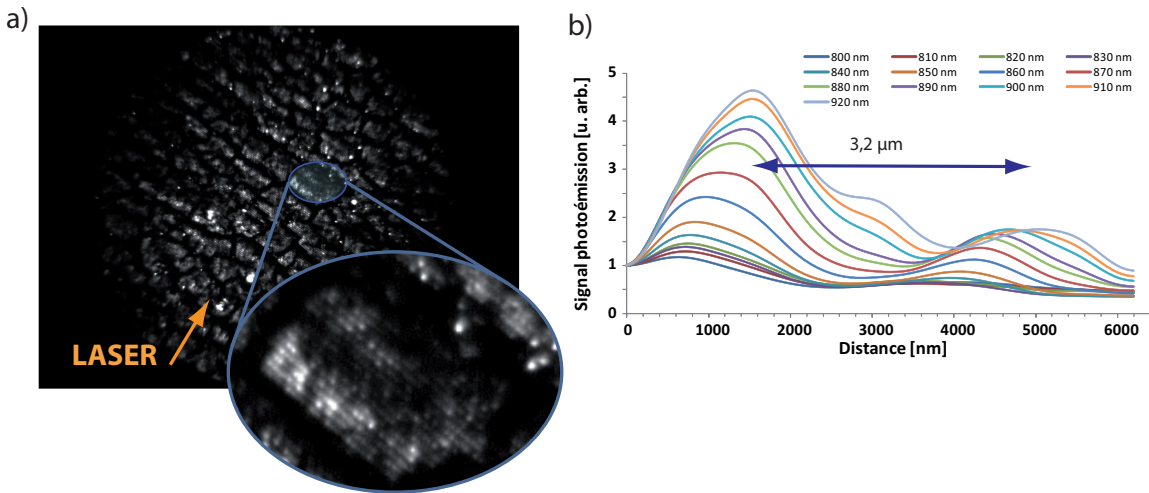 a)
LASER
b)
800 nm 810 nm 820 nm 830 nm
840 nm 850 nm 860 nm 870 nm
880 nm 890 nm 900 nm 910 nm
920 nm
Signal photoémission [u. arb.]
5
4
3
2
1
0
3,2 µm
0 1000 2000 3000 4000 5000 6000
Distance [nm]